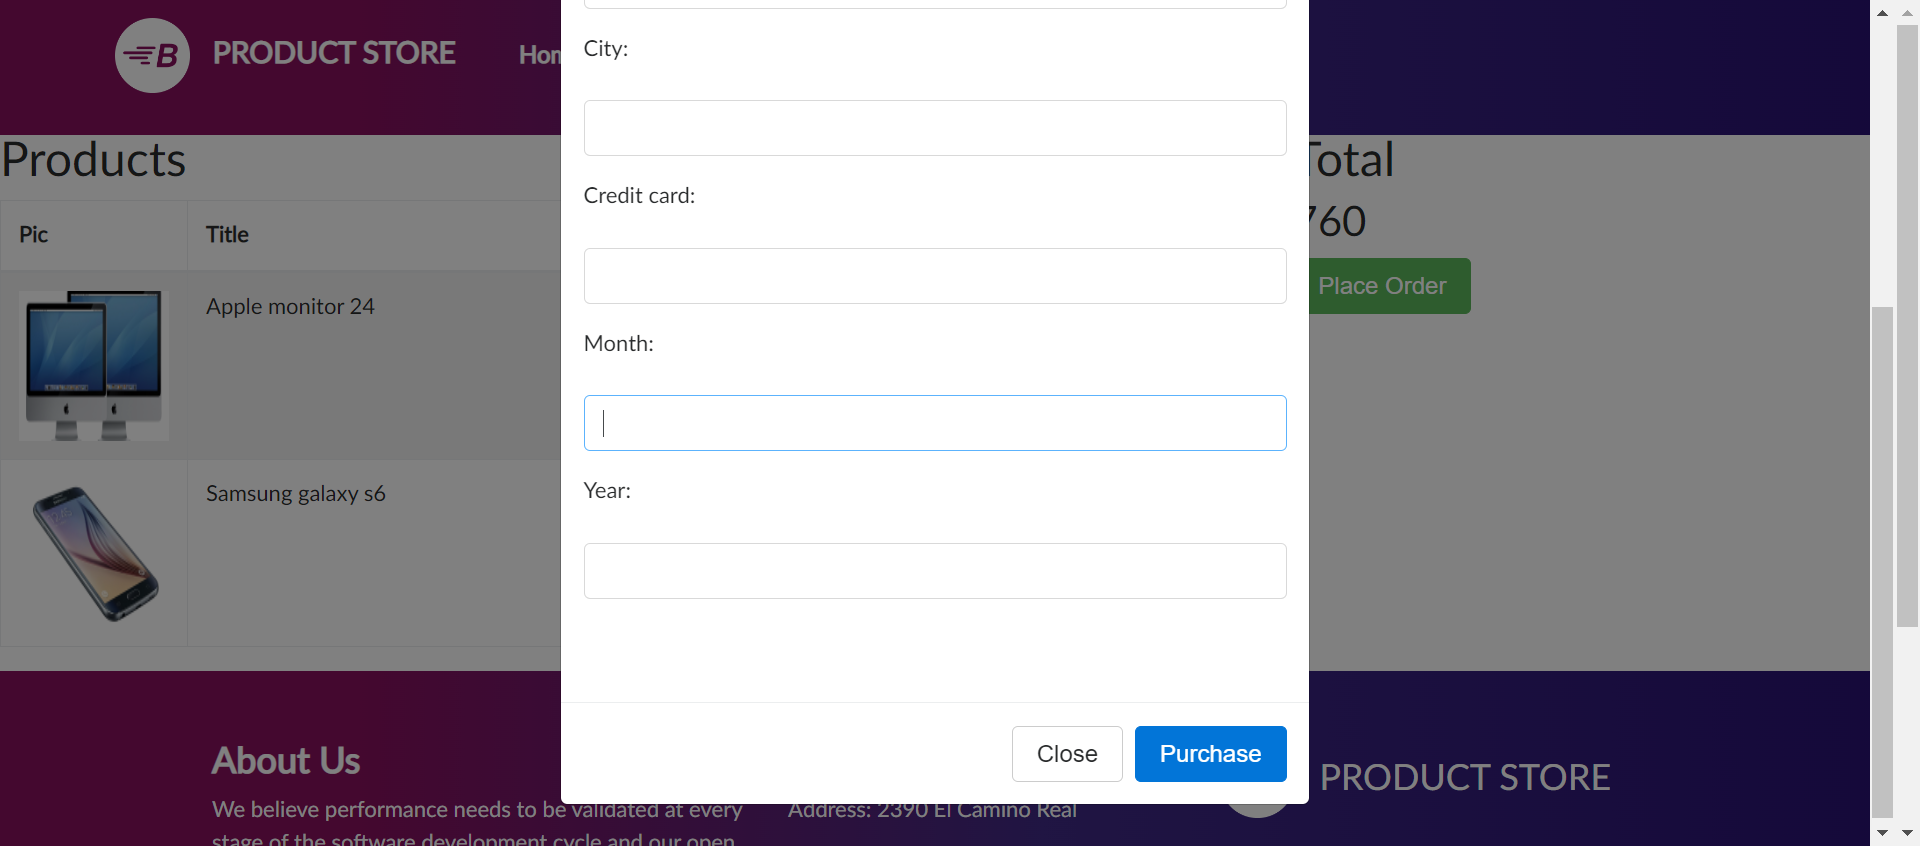 B PRODUCT STORE
City:
Credit card:
Month:
Year:
Close Purchase
Products
Pic Title
Apple monitor 24
Samsung galaxy s6
Total
760
Place Order
About Us
We believe performance needs to be validated at every
stage of the software development cycle and our open
Address: 2390 El Camino Real
PRODUCT STORE